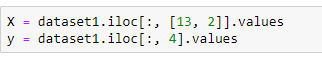 X = dataset1.iloc[:, [13, 2]].values
y = dataset1.iloc[:, 4].values